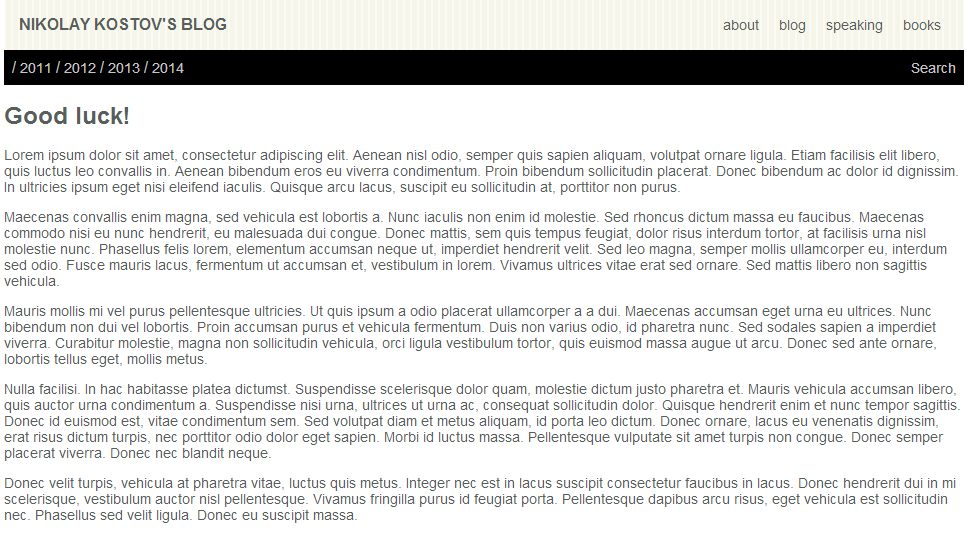 NIKOLAY KOSTOV'S BLOG about blog speaking books
/ 2011 / 2012 / 2013 / 2014 Search
Good luck!
Lorem ipsum dolor sit amet, consectetur adipiscing elit. Aenean nisl odio, semper quis sapien aliquam, volutpat ornare ligula. Etiam facilisis elit libero,
quis luctus leo convallis in. Aenean bibendum eros eu viverra condimentum. Proin bibendum sollicitudin placerat. Donec bibendum ac dolor id dignissim.
In ultricies ipsum eget nisi eleifend iaculis. Quisque arcu lacus, suscipit eu sollicitudin at, porttitor non purus.
Maecenas convallis enim magna, sed vehicula est lobortis a. Nunc iaculis non enim id molestie. Sed rhoncus dictum massa eu faucibus. Maecenas
commodo nisi eu nunc hendrerit, eu malesuada dui congue. Donec mattis, sem quis tempus feugiat, dolor risus interdum tortor, at facilisis urna nisl
molestie nunc. Phasellus felis lorem, elementum accumsan neque ut, imperdiet hendrerit velit. Sed leo magna, semper mollis ullamcorper eu, interdum
sed odio. Fusce mauris lacus, fermentum ut accumsan et, vestibulum in lorem. Vivamus ultrices vitae erat sed ornare. Sed mattis libero non sagittis
vehicula.
Mauris mollis mi vel purus pellentesque ultricies. Ut quis ipsum a odio placerat ullamcorper a a dui. Maecenas accumsan eget urna eu ultrices. Nunc
bibendum non dui vel lobortis. Proin accumsan purus et vehicula fermentum. Duis non varius odio, id pharetra nunc. Sed sodales sapien a imperdiet
viverra. Curabitur molestie, magna non sollicitudin vehicula, orci ligula vestibulum tortor, quis euismod massa augue ut arcu. Donec sed ante ornare,
lobortis tellus eget, mollis metus.
Nulla facilisi. In hac habitasse platea dictumst. Suspendisse scelerisque dolor quam, molestie dictum justo pharetra et. Mauris vehicula accumsan libero,
quis auctor urna condimentum a. Suspendisse nisi urna, ultrices ut urna ac, consequat sollicitudin dolor. Quisque hendrerit enim et nunc tempor sagittis.
Donec id euismod est, vitae condimentum sem. Sed volutpat diam et metus aliquam, id porta leo dictum. Donec ornare, lacus eu venenatis dignissim,
erat risus dictum turpis, nec porttitor odio dolor eget sapien. Morbi id luctus massa. Pellentesque vulputate sit amet turpis non congue. Donec semper
placerat viverra. Donec nec blandit neque.
Donec velit turpis, vehicula at pharetra vitae, luctus quis metus. Integer nec est in lacus suscipit consectetur faucibus in lacus. Donec hendrerit dui in mi
scelerisque, vestibulum auctor nisl pellentesque. Vivamus fringilla purus id feugiat porta. Pellentesque dapibus arcu risus, eget vehicula est sollicitudin
nec. Phasellus sed velit ligula. Donec eu suscipit massa.